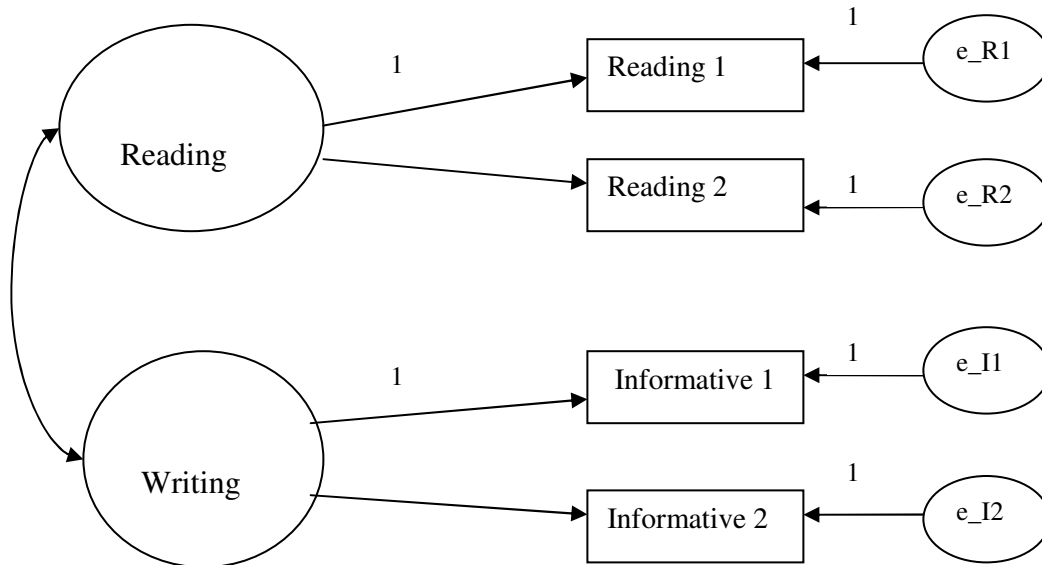 1
1
Reading 1
e_R1
Reading
Reading 2
1
e_R2
1
Informative 1
1
e_I1
Writing
Informative 2
1
e_I2